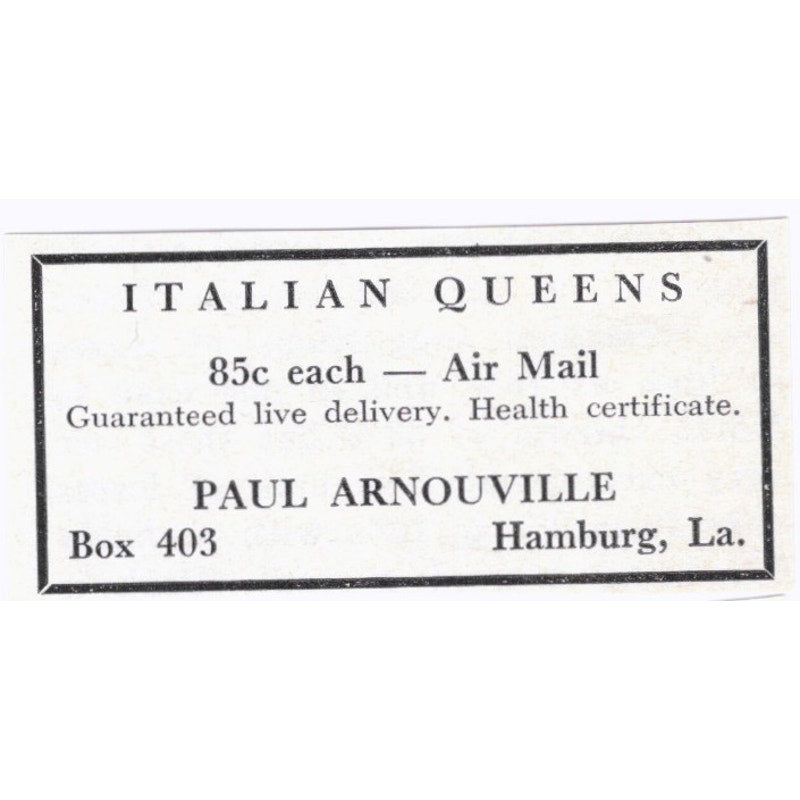 ITALIAN QUEENS
85c each — Air Mail
Guaranteed live delivery. Health certificate.
PAUL ARNOUVILLE
Box 403 Hamburg, La.